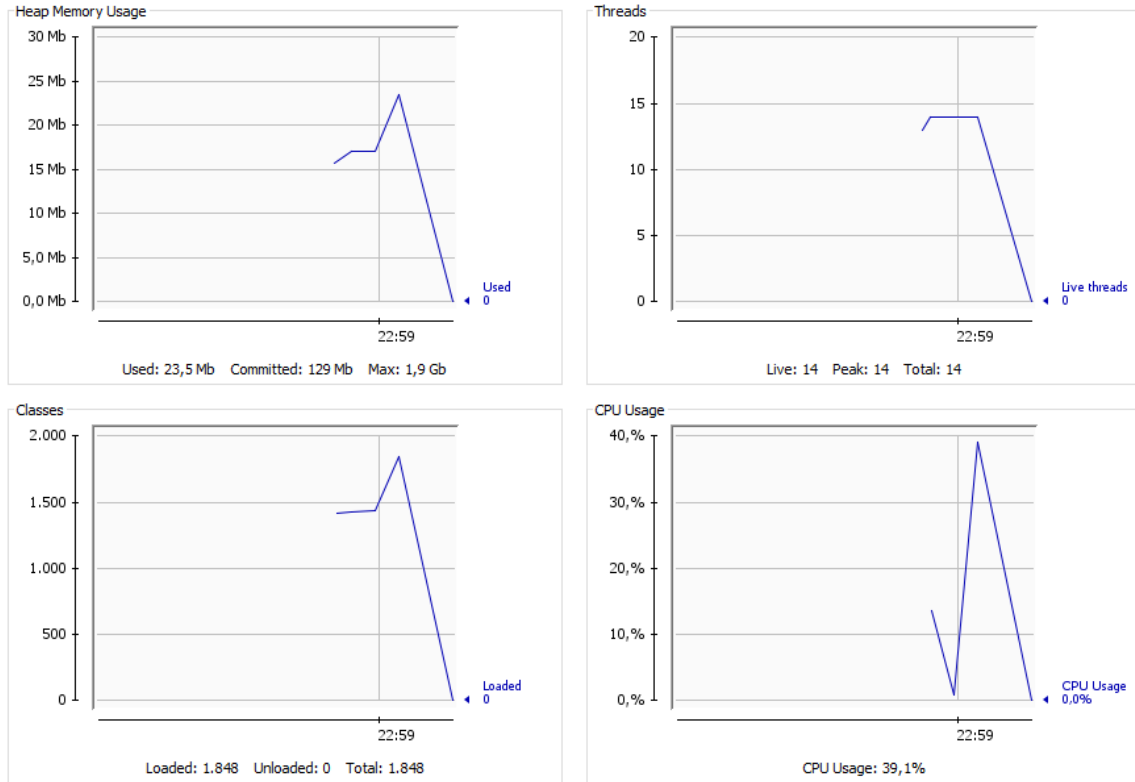 Heap Memory Usage
30 Mb
25 Mb
20 Mb
15 Mb
10 Mb
5,0 Mb
0,0 Mb
Used
0
22:59
Used: 23,5 Mb Committed: 129 Mb Max: 1,9 Gb
Threads
20
15
10
5
0
Live threads
0
22:59
Live: 14 Peak: 14 Total: 14
Classes
2.000
1.500
1.000
500
0
Loaded
0
22:59
Loaded: 1.848 Unloaded: 0 Total: 1.848
CPU Usage
40,%
30,%
20,%
10,%
0,%
CPU Usage
0,0%
22:59
CPU Usage: 39,1%